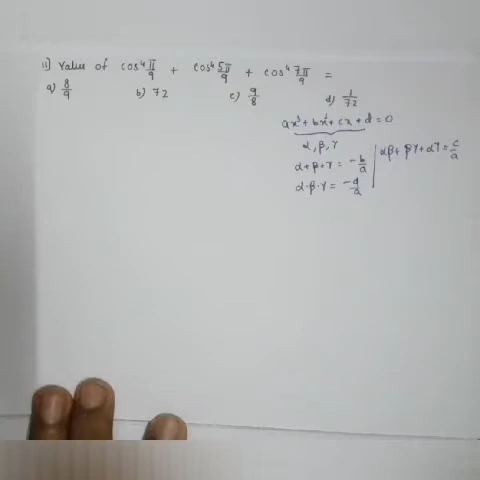 11] Value of cos⁴ π/9 + cos⁴ 5π/9 + cos⁴ 7π/9 =
a) 8/9 b) 72 c) 9/8 d) 1/72
ax³ + bx² + cx + d = 0
α, β, γ
α + β + γ = -b/a | αβ + βγ + αγ = c/a
α·β·γ = -d/a